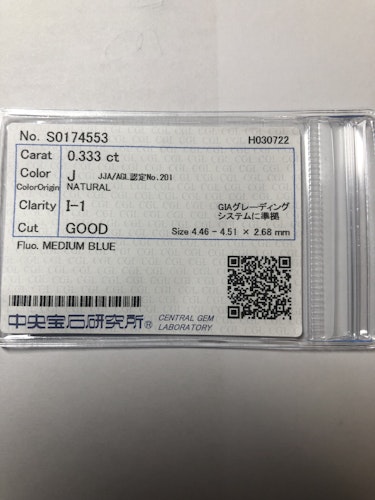 No. S0174553 H030722
Carat 0.333 ct
Color J JJA/AGL認定No.201
ColorOrigin NATURAL
Clarity I-1 GIAグレーディング
システムに準拠
Cut GOOD Size 4.46 - 4.51 × 2.68 mm
Fluo. MEDIUM BLUE
中央宝石研究所® CENTRAL GEM
LABORATORY